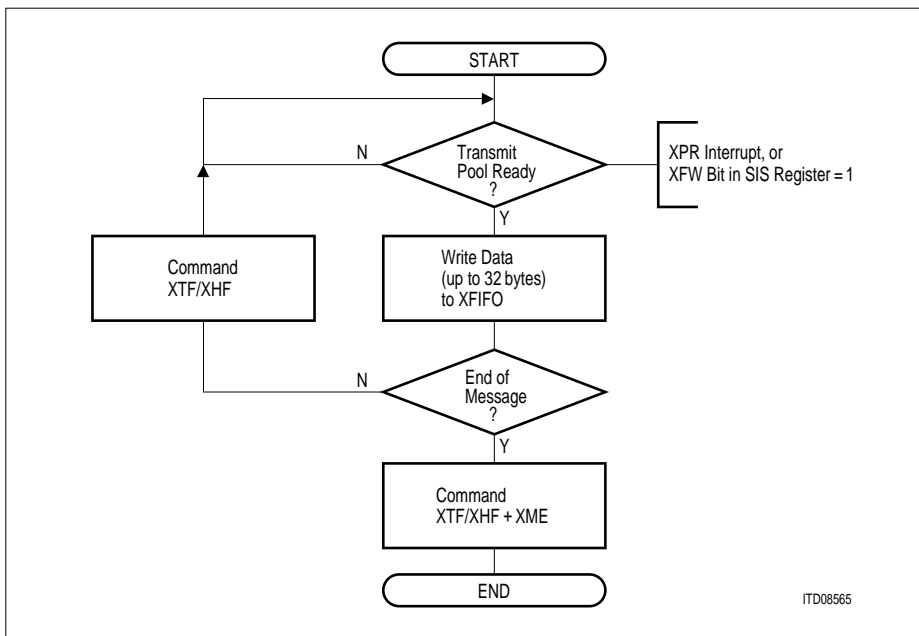 START
N
Transmit
Pool Ready
?
XPR Interrupt, or
XFW Bit in SIS Register = 1
Y
Command
XTF/XHF
Write Data
(up to 32 bytes)
to XFIFO
N
End of
Message
?
Y
Command
XTF/XHF + XME
END
ITD08565